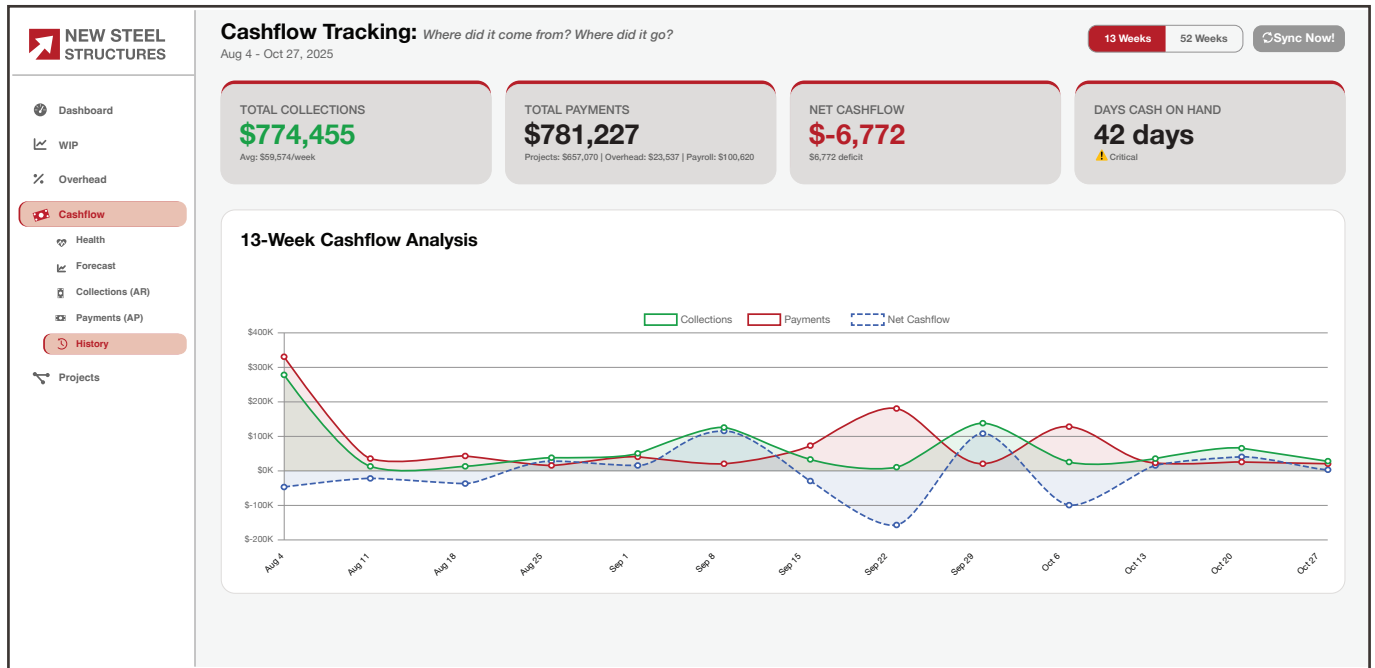 NEW STEEL
STRUCTURES
Dashboard
WIP
Overhead
Cashflow
Health
Forecast
Collections (AR)
Payments (AP)
History
Projects
Cashflow Tracking: Where did it come from? Where did it go?
Aug 4 - Oct 27, 2025
13 Weeks
52 Weeks
Sync Now!
TOTAL COLLECTIONS
$774,455
Avg: $59,574/week
TOTAL PAYMENTS
$781,227
Projects: $657,070 | Overhead: $23,537 | Payroll: $100,620
NET CASHFLOW
$-6,772
$6,772 deficit
DAYS CASH ON HAND
42 days
Critical
13-Week Cashflow Analysis
Collections
Payments
Net Cashflow
$400K
$300K
$200K
$100K
$0K
$-100K
$-200K
Aug 4
Aug 11
Aug 18
Aug 25
Sep 1
Sep 8
Sep 15
Sep 22
Sep 29
Oct 6
Oct 13
Oct 20
Oct 27